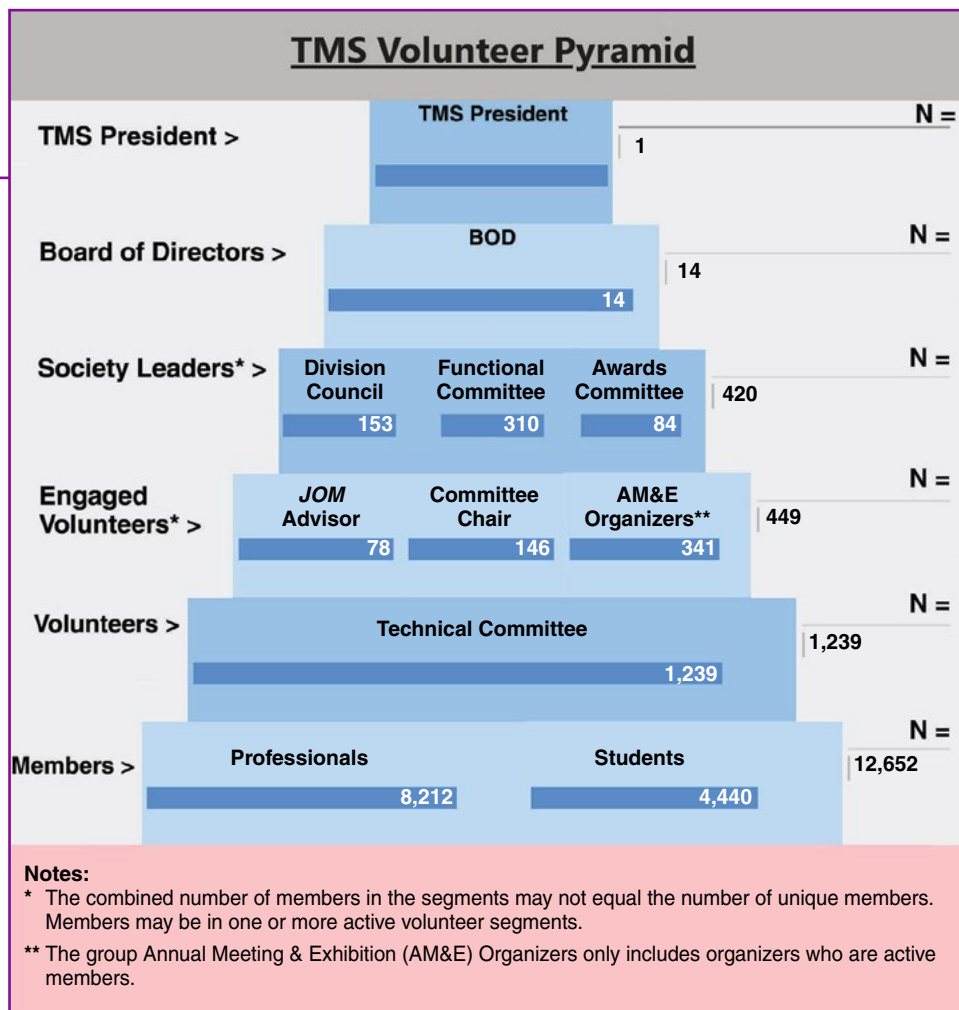 TMS Volunteer Pyramid
TMS President >
TMS President
N =
1
Board of Directors >
BOD
14
N =
14
Society Leaders* >
Division
Council
153
Functional
Committee
310
Awards
Committee
84
N =
420
Engaged
Volunteers* >
JOM
Advisor
78
Committee
Chair
146
AM&E
Organizers**
341
N =
449
Volunteers >
Technical Committee
1,239
N =
1,239
Members >
Professionals
8,212
Students
4,440
N =
12,652
Notes:
* The combined number of members in the segments may not equal the number of unique members.
Members may be in one or more active volunteer segments.
** The group Annual Meeting & Exhibition (AM&E) Organizers only includes organizers who are active
members.